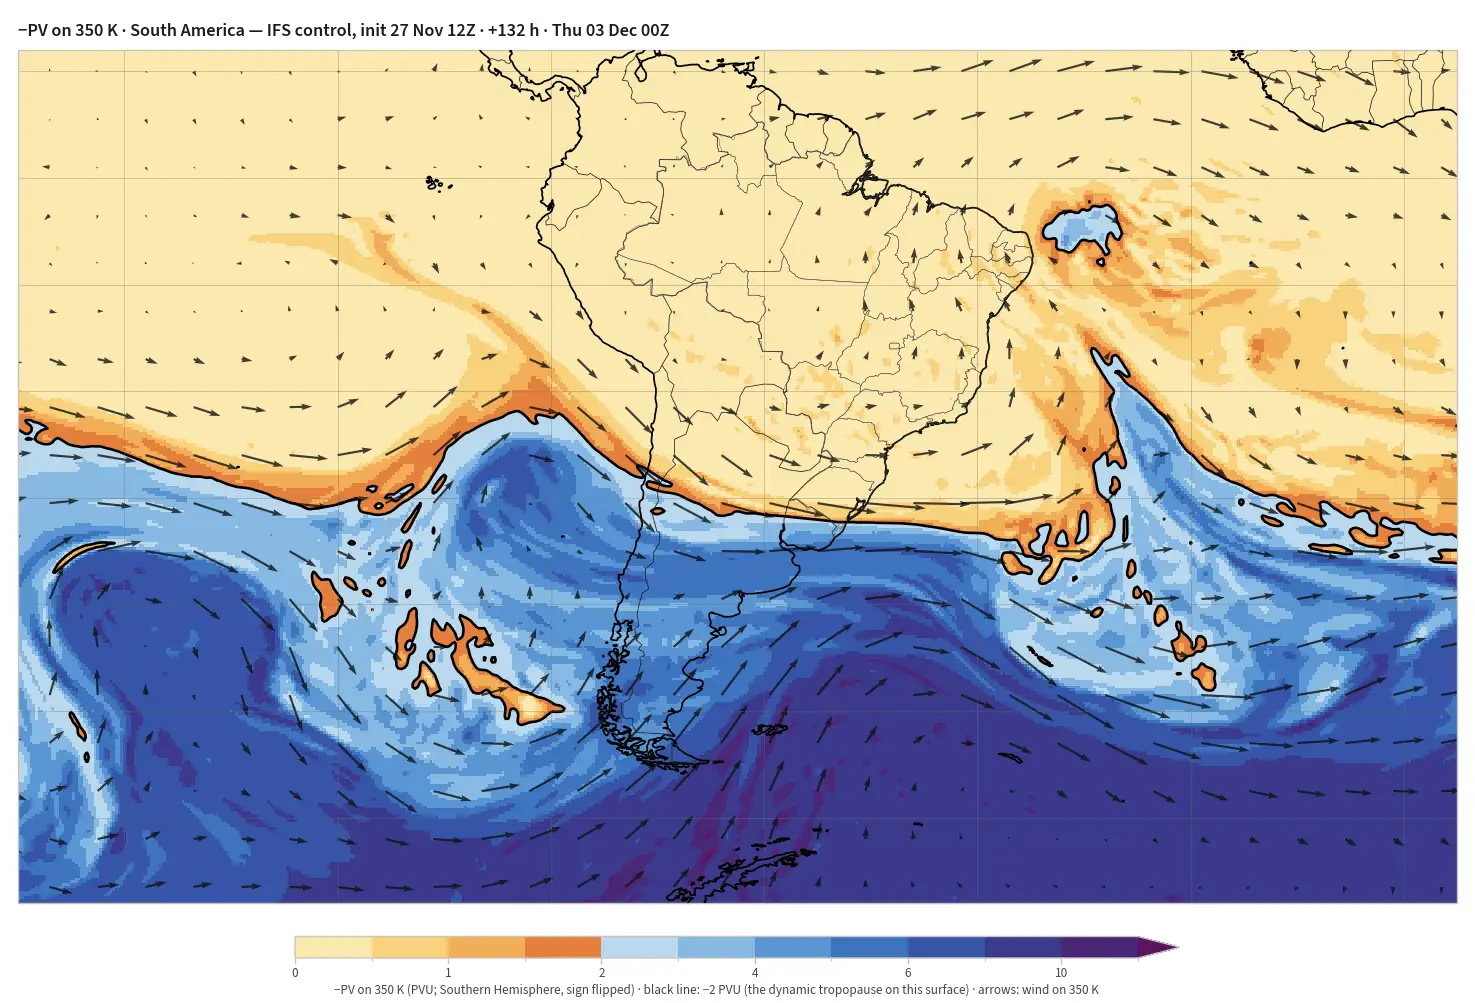 −PV on 350 K · South America — IFS control, init 27 Nov 12Z · +132 h · Thu 03 Dec 00Z
0 1 2 4 6 10
−PV on 350 K (PVU; Southern Hemisphere, sign flipped) · black line: −2 PVU (the dynamic tropopause on this surface) · arrows: wind on 350 K